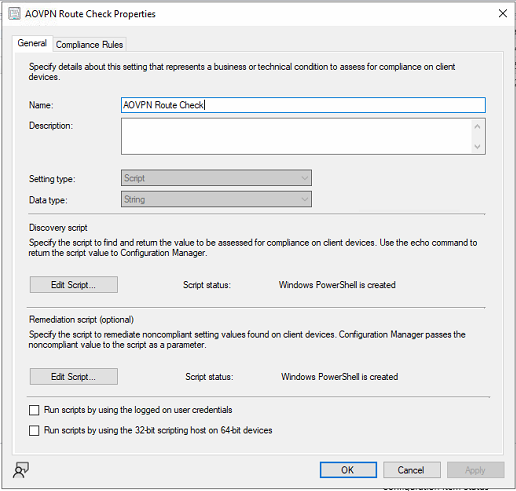 AOVPN Route Check Properties
General
Compliance Rules
Specify details about this setting that represents a business or technical condition to assess for compliance on client
devices.
Name:
AOVPN Route Check
Description:
Setting type:
Script
Data type:
String
Discovery script
Specify the script to find and return the value to be assessed for compliance on client devices. Use the echo command to
return the script value to Configuration Manager.
Edit Script...
Script status:
Windows PowerShell is created
Remediation script (optional)
Specify the script to remediate noncompliant setting values found on client devices. Configuration Manager passes the
noncompliant value to the script as a parameter.
Edit Script...
Script status:
Windows PowerShell is created
Run scripts by using the logged on user credentials
Run scripts by using the 32-bit scripting host on 64-bit devices
OK
Cancel
Apply